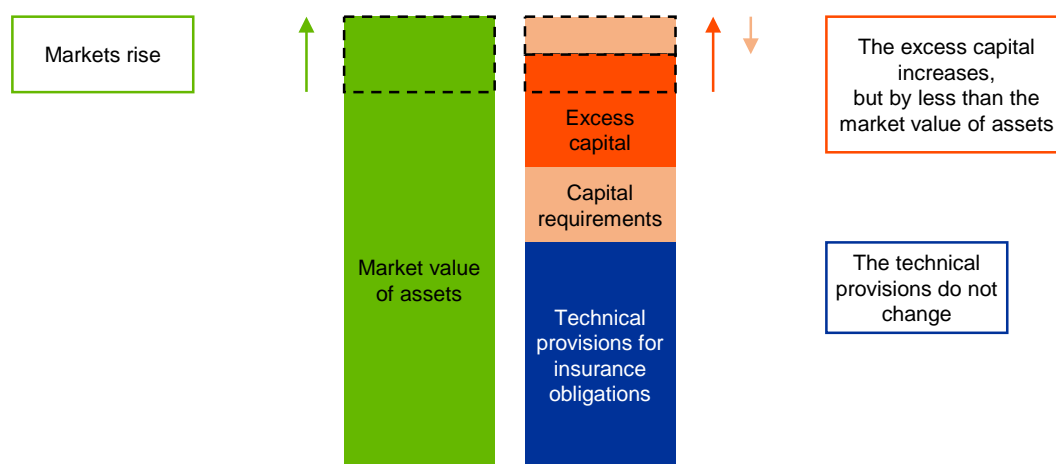 Markets rise
Market value
of assets
Excess
capital
Capital
requirements
Technical
provisions for
insurance
obligations
The excess capital
increases,
but by less than the
market value of assets
The technical
provisions do not
change